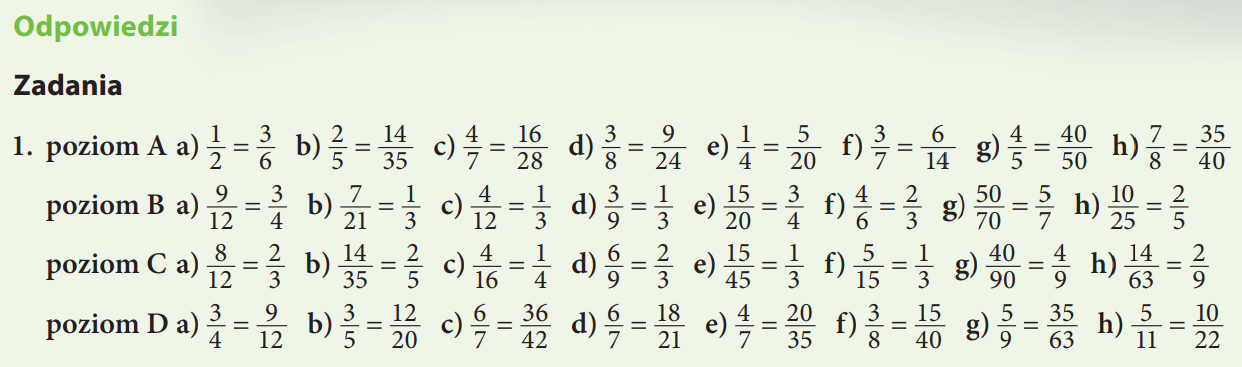 Odpowiedzi
Zadania
1. poziom A a) 1/2 = 3/6 b) 2/5 = 14/35 c) 4/7 = 16/28 d) 3/8 = 9/24 e) 1/4 = 5/20 f) 3/7 = 6/14 g) 4/5 = 40/50 h) 7/8 = 35/40
poziom B a) 9/12 = 3/4 b) 7/21 = 1/3 c) 4/12 = 1/3 d) 3/9 = 1/3 e) 15/20 = 3/4 f) 4/6 = 2/3 g) 50/70 = 5/7 h) 10/25 = 2/5
poziom C a) 8/12 = 2/3 b) 14/35 = 2/5 c) 4/16 = 1/4 d) 6/9 = 2/3 e) 15/45 = 1/3 f) 5/15 = 1/3 g) 40/90 = 4/9 h) 14/63 = 2/9
poziom D a) 3/4 = 9/12 b) 3/5 = 12/20 c) 6/7 = 36/42 d) 6/7 = 18/21 e) 4/7 = 20/35 f) 3/8 = 15/40 g) 5/9 = 35/63 h) 5/11 = 10/22